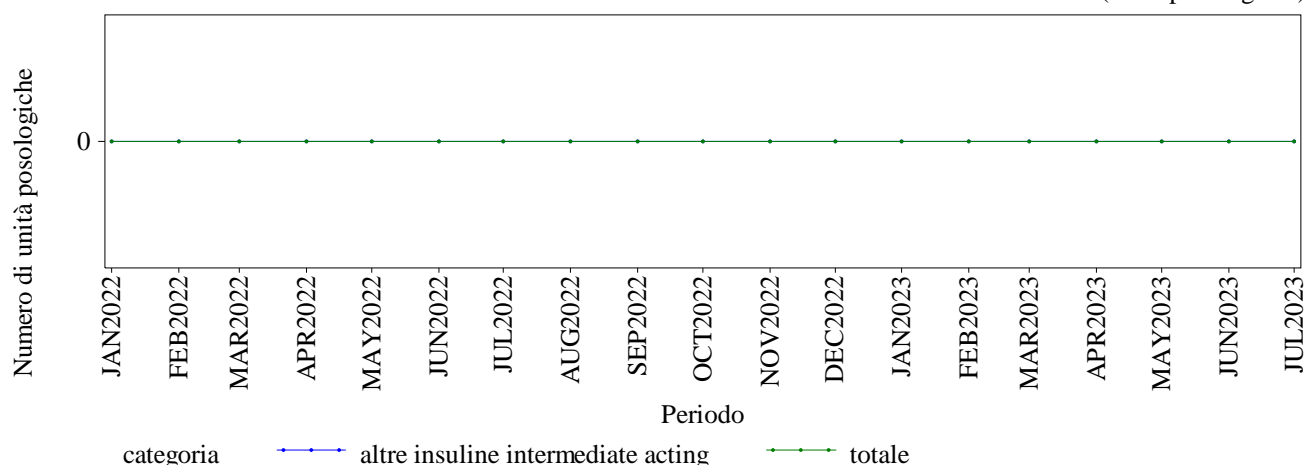 Numero di unità posologiche
0
JAN2022
FEB2022
MAR2022
APR2022
MAY2022
JUN2022
JUL2022
AUG2022
SEP2022
OCT2022
NOV2022
DEC2022
JAN2023
FEB2023
MAR2023
APR2023
MAY2023
JUN2023
JUL2023
Periodo
categoria altre insuline intermediate acting totale